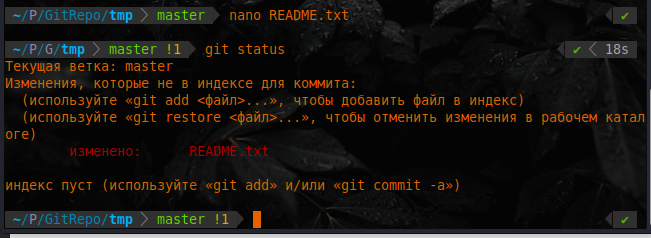 ~/P/GitRepo/tmp master nano README.txt ✔
~/P/G/tmp master !1 git status ✔ 18s
Текущая ветка: master
Изменения, которые не в индексе для коммита:
(используйте «git add <файл>...», чтобы добавить файл в индекс)
(используйте «git restore <файл>...», чтобы отменить изменения в рабочем катал
оге)
изменено: README.txt
индекс пуст (используйте «git add» и/или «git commit -a»)
~/P/GitRepo/tmp master !1 ✔